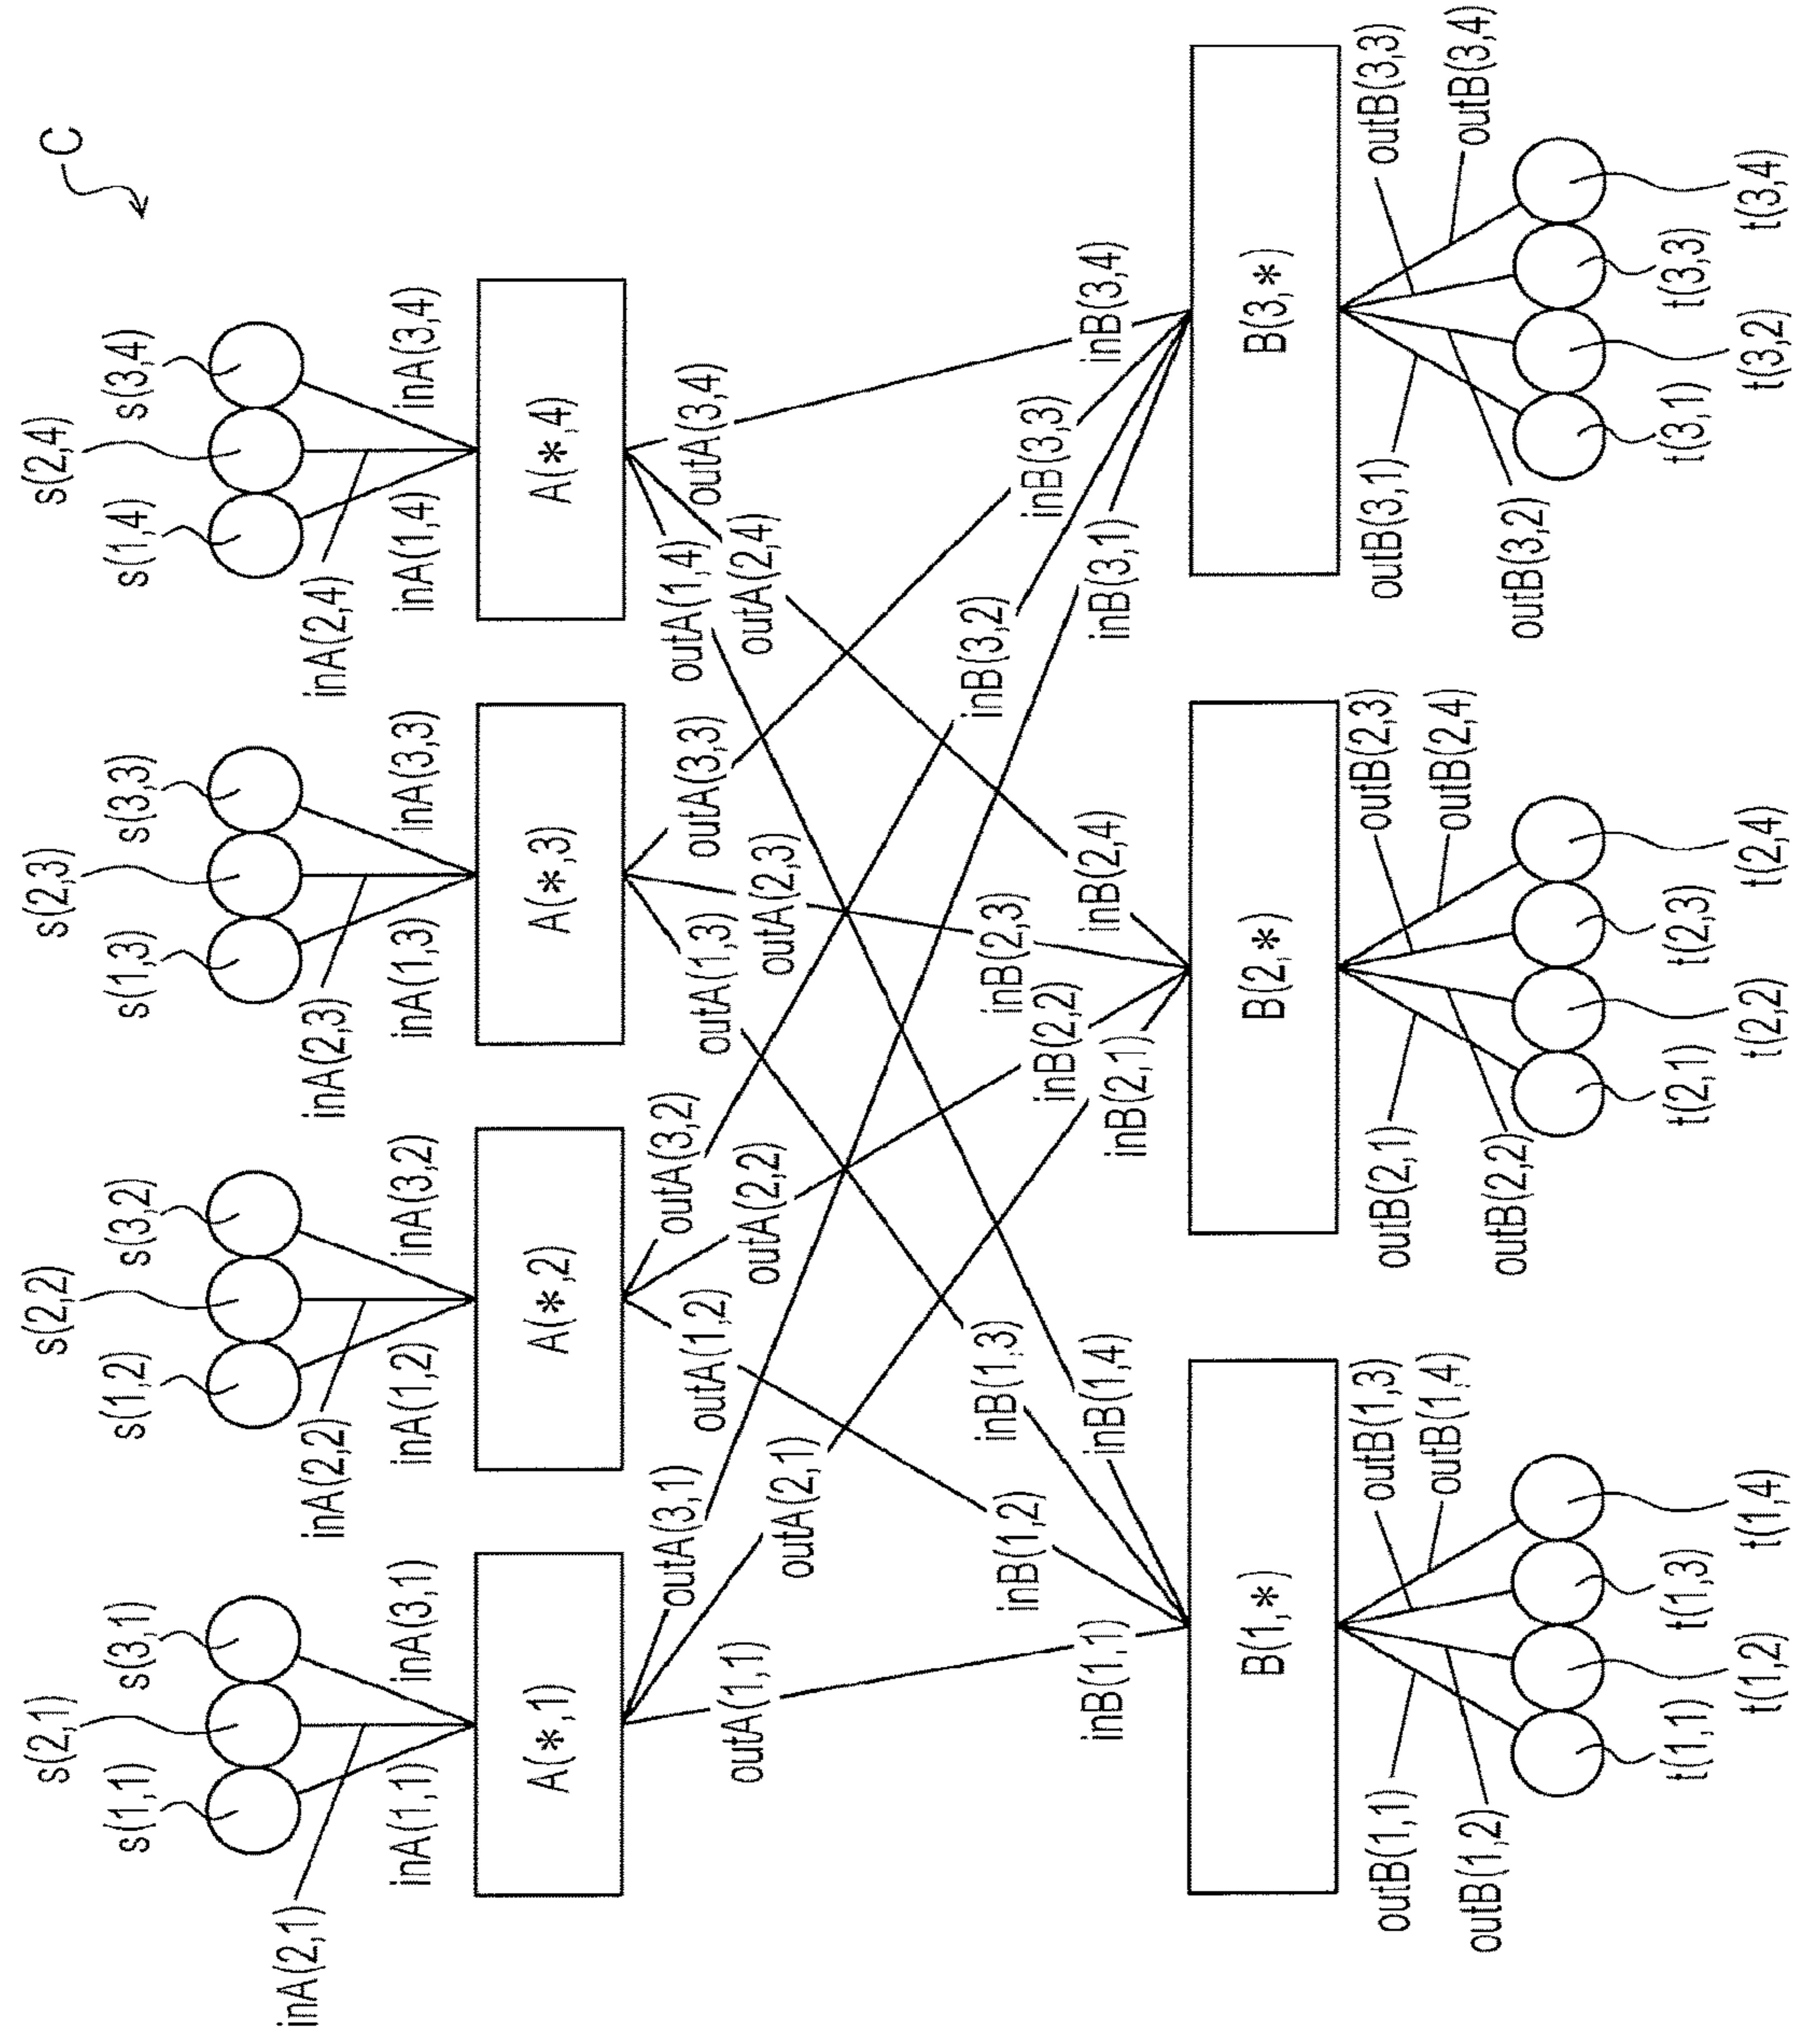 C
s(2,1)
s(1,1)
s(3,1)
inA(2,1)
inA(1,1)
inA(3,1)
A(*,1)
s(2,2)
s(1,2)
s(3,2)
inA(2,2)
inA(1,2)
inA(3,2)
A(*,2)
s(2,3)
s(1,3)
s(3,3)
inA(2,3)
inA(1,3)
inA(3,3)
A(*,3)
s(2,4)
s(1,4)
s(3,4)
inA(2,4)
inA(1,4)
inA(3,4)
A(*,4)
outA(1,1)
outA(3,1)
outA(2,1)
outA(1,2)
outA(3,2)
outA(2,2)
outA(1,3)
outA(3,3)
outA(2,3)
outA(1,4)
outA(2,4)
outA(3,4)
inB(1,1)
inB(1,2)
inB(1,3)
inB(1,4)
inB(2,1)
inB(2,2)
inB(2,3)
inB(2,4)
inB(3,1)
inB(3,2)
inB(3,3)
inB(3,4)
B(1,*)
outB(1,1)
outB(1,2)
outB(1,3)
outB(1,4)
t(1,1)
t(1,2)
t(1,3)
t(1,4)
B(2,*)
outB(2,1)
outB(2,2)
outB(2,3)
outB(2,4)
t(2,1)
t(2,2)
t(2,3)
t(2,4)
B(3,*)
outB(3,1)
outB(3,2)
outB(3,3)
outB(3,4)
t(3,1)
t(3,2)
t(3,3)
t(3,4)